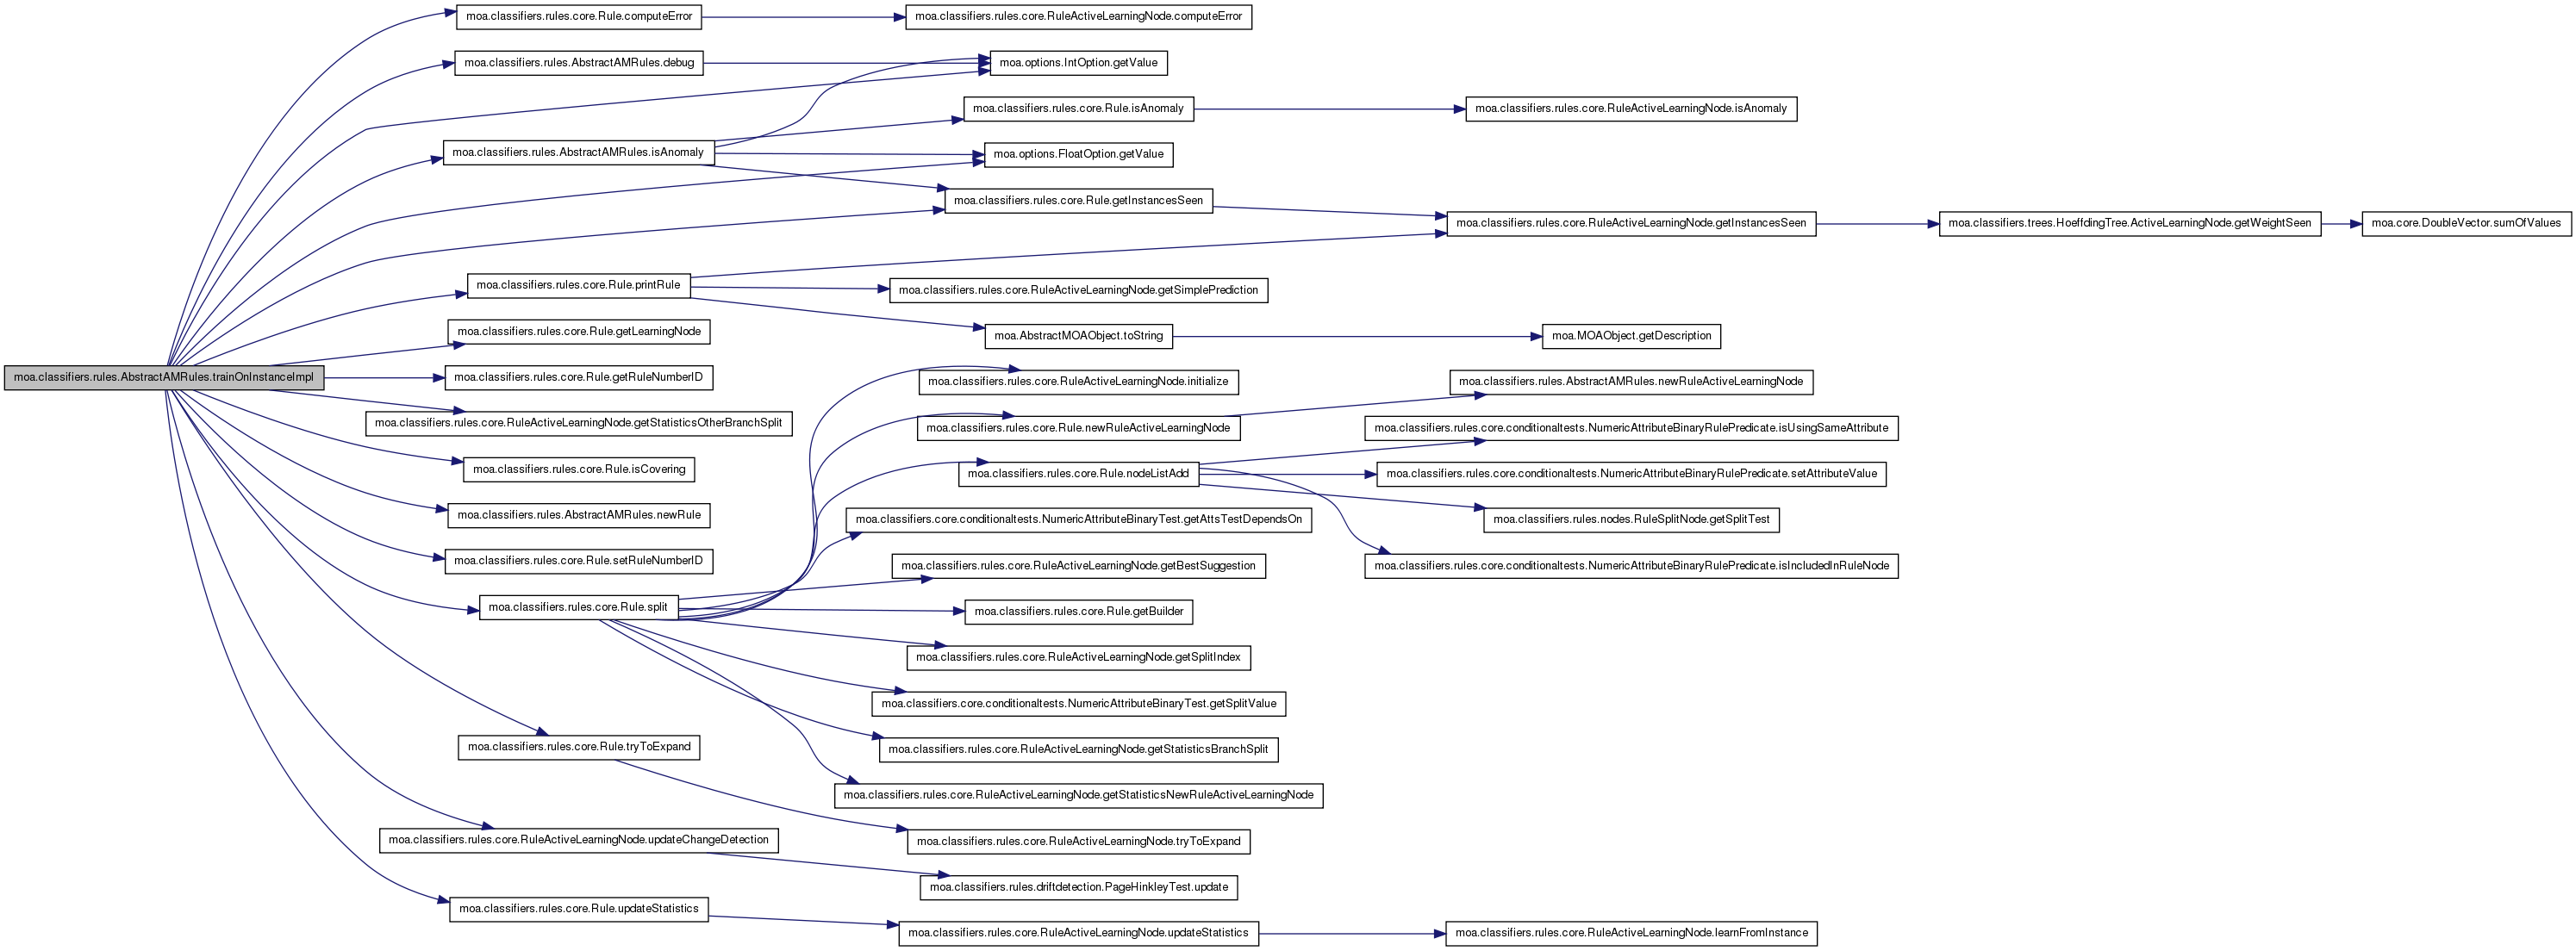 moa.classifiers.rules.core.Rule.computeError
moa.classifiers.rules.core.RuleActiveLearningNode.computeError
moa.classifiers.rules.AbstractAMRules.debug
moa.options.IntOption.getValue
moa.classifiers.rules.core.Rule.isAnomaly
moa.classifiers.rules.core.RuleActiveLearningNode.isAnomaly
moa.classifiers.rules.AbstractAMRules.isAnomaly
moa.options.FloatOption.getValue
moa.classifiers.rules.core.Rule.getInstancesSeen
moa.classifiers.rules.core.RuleActiveLearningNode.getInstancesSeen
moa.classifiers.trees.HoeffdingTree.ActiveLearningNode.getWeightSeen
moa.core.DoubleVector.sumOfValues
moa.classifiers.rules.core.Rule.printRule
moa.classifiers.rules.core.RuleActiveLearningNode.getSimplePrediction
moa.classifiers.rules.core.Rule.getLearningNode
moa.AbstractMOAObject.toString
moa.MOAObject.getDescription
moa.classifiers.rules.AbstractAMRules.trainOnInstanceImpl
moa.classifiers.rules.core.Rule.getRuleNumberID
moa.classifiers.rules.core.RuleActiveLearningNode.initialize
moa.classifiers.rules.AbstractAMRules.newRuleActiveLearningNode
moa.classifiers.rules.core.RuleActiveLearningNode.getStatisticsOtherBranchSplit
moa.classifiers.rules.core.Rule.newRuleActiveLearningNode
moa.classifiers.rules.core.conditionaltests.NumericAttributeBinaryRulePredicate.isUsingSameAttribute
moa.classifiers.rules.core.Rule.isCovering
moa.classifiers.rules.core.Rule.nodeListAdd
moa.classifiers.rules.core.conditionaltests.NumericAttributeBinaryRulePredicate.setAttributeValue
moa.classifiers.rules.AbstractAMRules.newRule
moa.classifiers.core.conditionaltests.NumericAttributeBinaryTest.getAttsTestDependsOn
moa.classifiers.rules.nodes.RuleSplitNode.getSplitTest
moa.classifiers.rules.core.Rule.setRuleNumberID
moa.classifiers.rules.core.RuleActiveLearningNode.getBestSuggestion
moa.classifiers.rules.core.conditionaltests.NumericAttributeBinaryRulePredicate.isIncludedInRuleNode
moa.classifiers.rules.core.Rule.split
moa.classifiers.rules.core.Rule.getBuilder
moa.classifiers.rules.core.RuleActiveLearningNode.getSplitIndex
moa.classifiers.core.conditionaltests.NumericAttributeBinaryTest.getSplitValue
moa.classifiers.rules.core.Rule.tryToExpand
moa.classifiers.rules.core.RuleActiveLearningNode.getStatisticsBranchSplit
moa.classifiers.rules.core.RuleActiveLearningNode.getStatisticsNewRuleActiveLearningNode
moa.classifiers.rules.core.RuleActiveLearningNode.updateChangeDetection
moa.classifiers.rules.core.RuleActiveLearningNode.tryToExpand
moa.classifiers.rules.driftdetection.PageHinkleyTest.update
moa.classifiers.rules.core.Rule.updateStatistics
moa.classifiers.rules.core.RuleActiveLearningNode.updateStatistics
moa.classifiers.rules.core.RuleActiveLearningNode.learnFromInstance